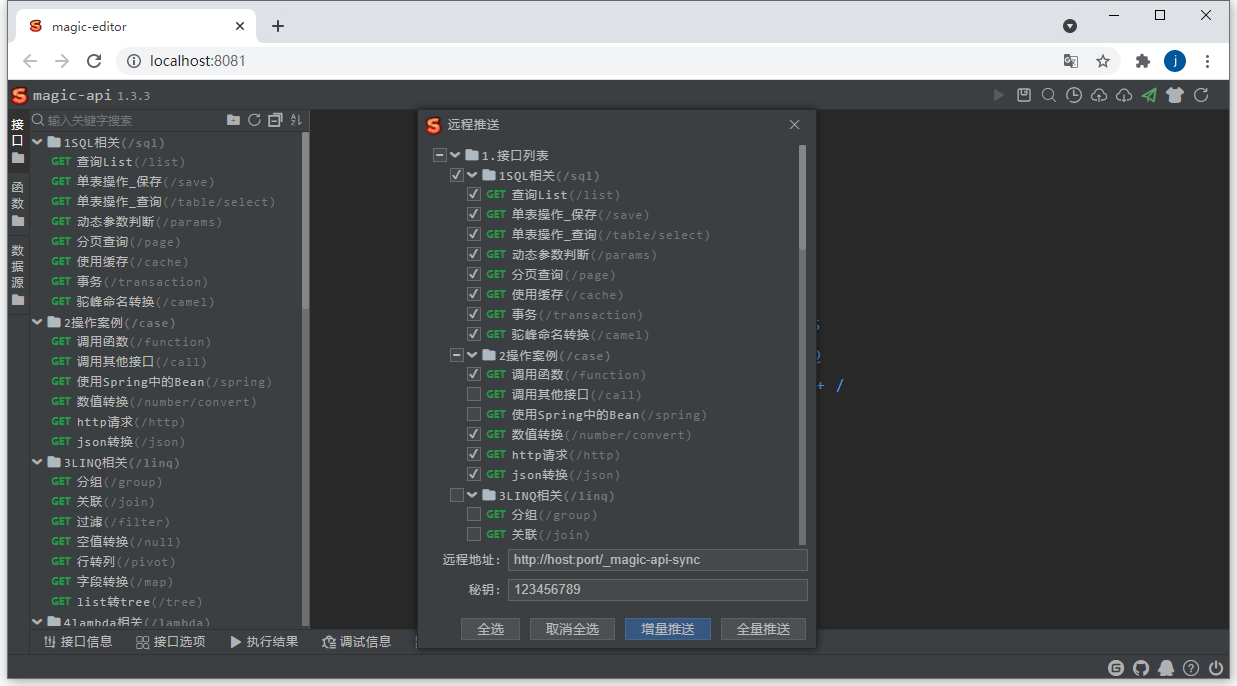 magic-editor
localhost:8081
j
magic-api 1.3.3
接口
函数
数据源
输入关键字搜索
1SQL相关(/sql)
GET 查询List(/list)
GET 单表操作_保存(/save)
GET 单表操作_查询(/table/select)
GET 动态参数判断(/params)
GET 分页查询(/page)
GET 使用缓存(/cache)
GET 事务(/transaction)
GET 驼峰命名转换(/camel)
2操作案例(/case)
GET 调用函数(/function)
GET 调用其他接口(/call)
GET 使用Spring中的Bean(/spring)
GET 数值转换(/number/convert)
GET http请求(/http)
GET json转换(/json)
3LINQ相关(/linq)
GET 分组(/group)
GET 关联(/join)
GET 过滤(/filter)
GET 空值转换(/null)
GET 行转列(/pivot)
GET 字段转换(/map)
GET list转tree(/tree)
4lambda相关(/lambda)
远程推送
1.接口列表
1SQL相关(/sql)
GET 查询List(/list)
GET 单表操作_保存(/save)
GET 单表操作_查询(/table/select)
GET 动态参数判断(/params)
GET 分页查询(/page)
GET 使用缓存(/cache)
GET 事务(/transaction)
GET 驼峰命名转换(/camel)
2操作案例(/case)
GET 调用函数(/function)
GET 调用其他接口(/call)
GET 使用Spring中的Bean(/spring)
GET 数值转换(/number/convert)
GET http请求(/http)
GET json转换(/json)
3LINQ相关(/linq)
GET 分组(/group)
GET 关联(/join)
远程地址: http://host:port/_magic-api-sync
秘钥: 123456789
全选 取消全选 增量推送 全量推送
+ /
接口信息 接口选项 执行结果 调试信息